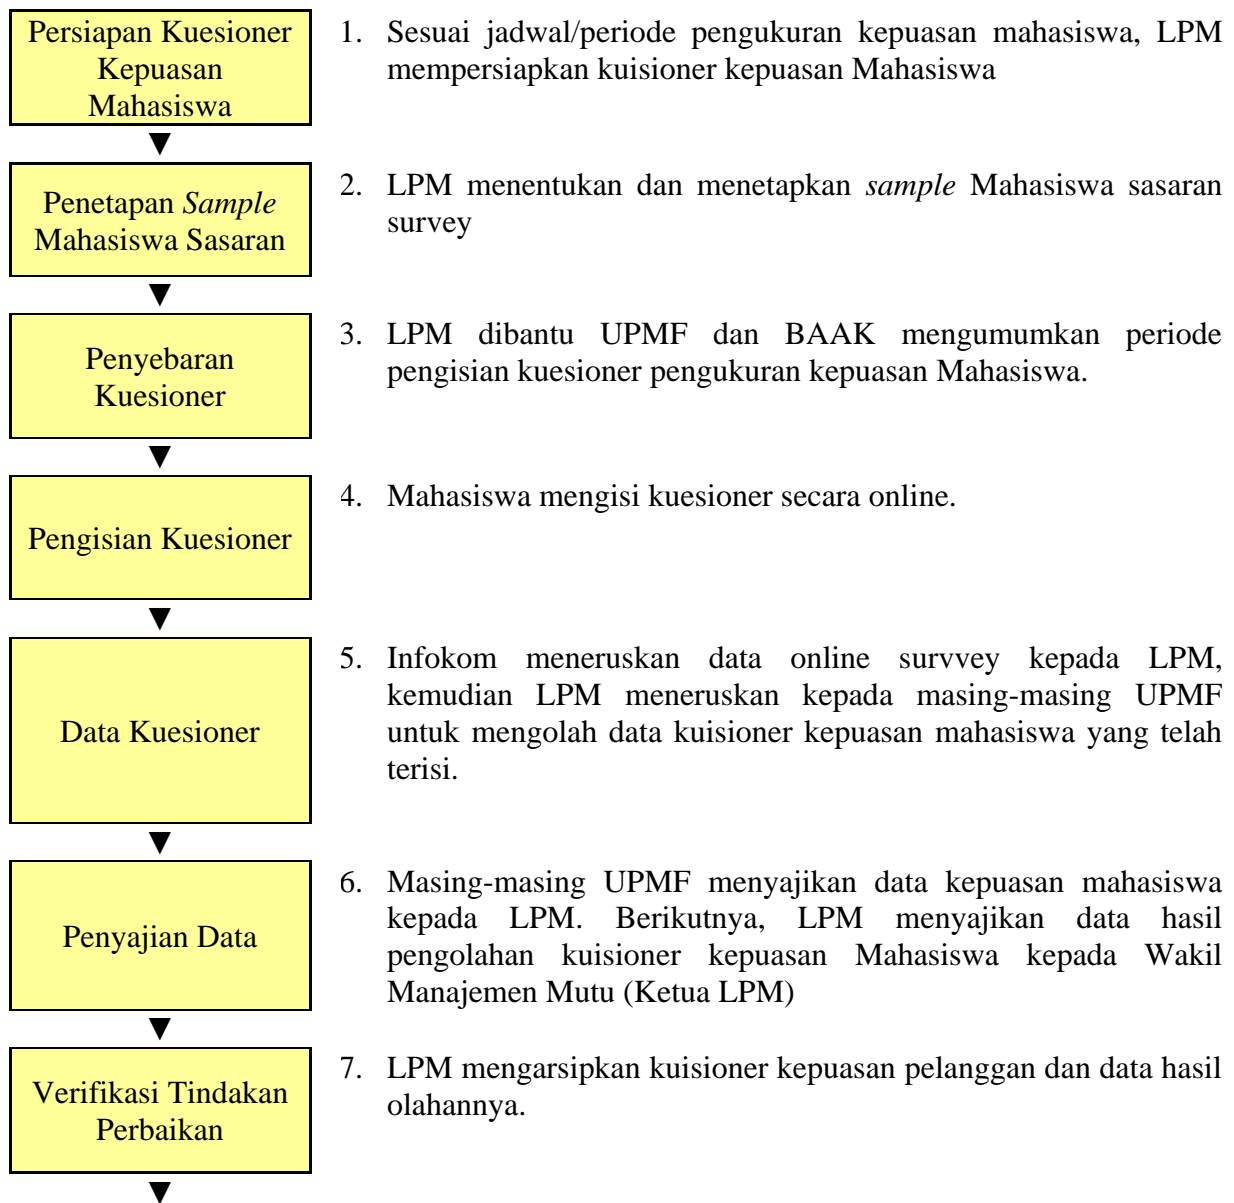 Persiapan Kuesioner
Kepuasan
Mahasiswa
1. Sesuai jadwal/periode pengukuran kepuasan mahasiswa, LPM
mempersiapkan kuisioner kepuasan Mahasiswa
Penetapan Sample
Mahasiswa Sasaran
2. LPM menentukan dan menetapkan sample Mahasiswa sasaran
survey
Penyebaran
Kuesioner
3. LPM dibantu UPMF dan BAAK mengumumkan periode
pengisian kuesioner pengukuran kepuasan Mahasiswa.
Pengisian Kuesioner
4. Mahasiswa mengisi kuesioner secara online.
Data Kuesioner
5. Infokom meneruskan data online survvey kepada LPM,
kemudian LPM meneruskan kepada masing-masing UPMF
untuk mengolah data kuisioner kepuasan mahasiswa yang telah
terisi.
Penyajian Data
6. Masing-masing UPMF menyajikan data kepuasan mahasiswa
kepada LPM. Berikutnya, LPM menyajikan data hasil
pengolahan kuisioner kepuasan Mahasiswa kepada Wakil
Manajemen Mutu (Ketua LPM)
Verifikasi Tindakan
Perbaikan
7. LPM mengarsipkan kuisioner kepuasan pelanggan dan data hasil
olahannya.